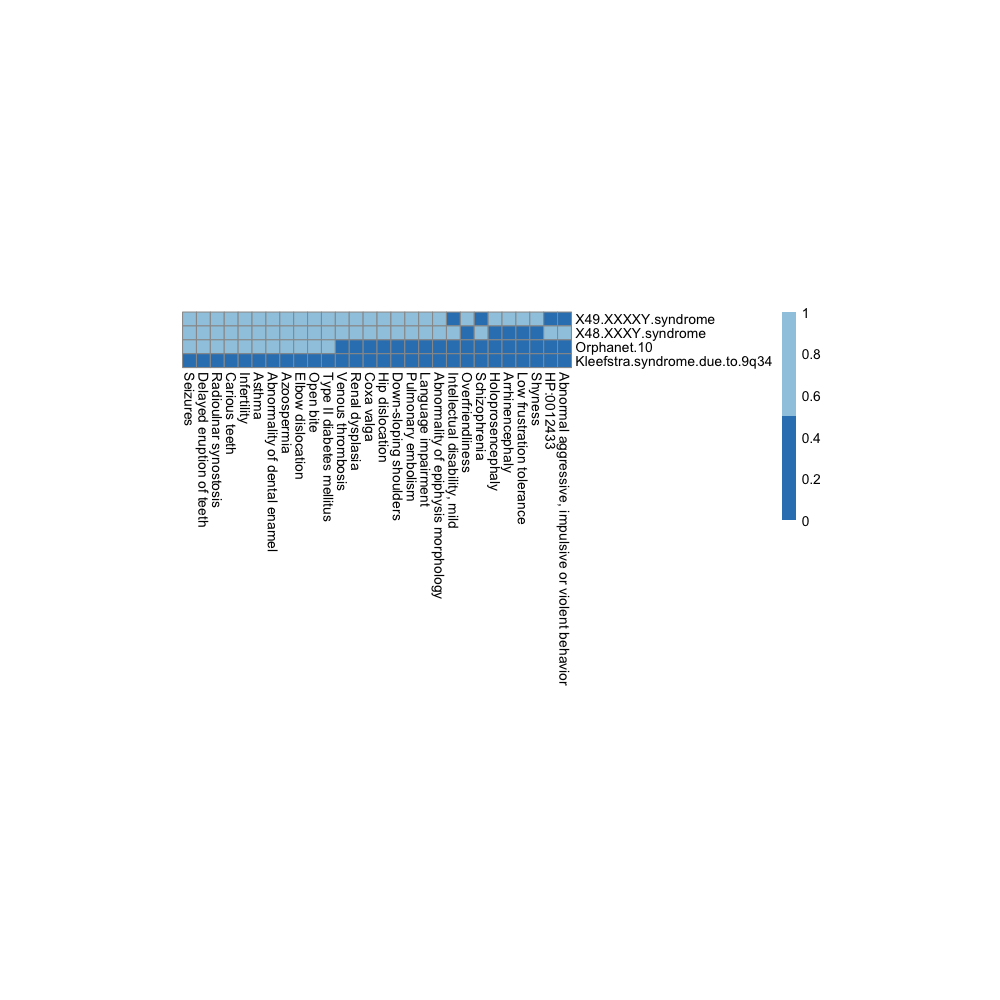 X49.XXXXY.syndrome
X48.XXXY.syndrome
Orphanet.10
Kleefstra.syndrome.due.to.9q34
1
0.8
0.6
0.4
0.2
0
Seizures
Delayed eruption of teeth
Radioulnar synostosis
Carious teeth
Infertility
Asthma
Abnormality of dental enamel
Azoospermia
Elbow dislocation
Open bite
Type II diabetes mellitus
Venous thrombosis
Renal dysplasia
Coxa valga
Hip dislocation
Down-sloping shoulders
Pulmonary embolism
Language impairment
Abnormality of epiphysis morphology
Intellectual disability, mild
Overfriendliness
Schizophrenia
Holoprosencephaly
Arrhinencephaly
Low frustration tolerance
Shyness
HP:0012433
Abnormal aggressive, impulsive or violent behavior